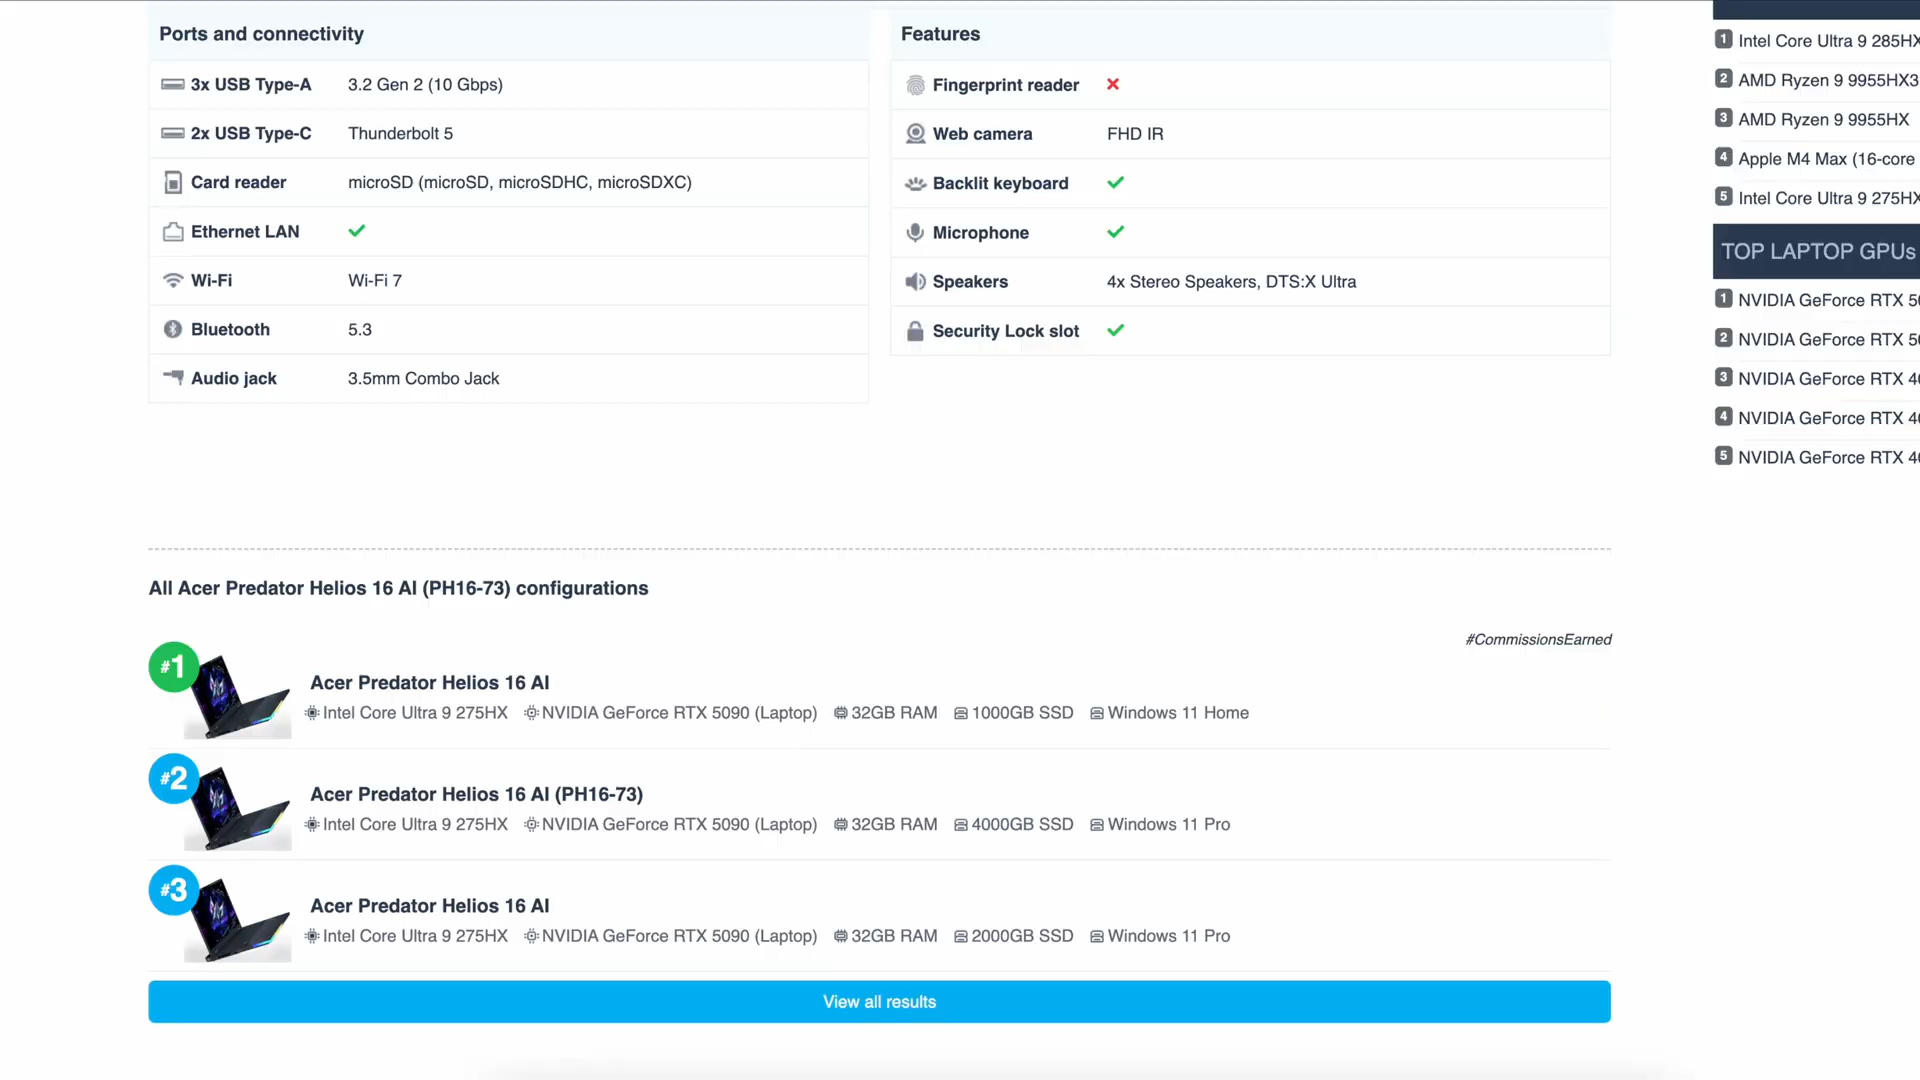 Ports and connectivity
3x USB Type-A 3.2 Gen 2 (10 Gbps)
2x USB Type-C Thunderbolt 5
Card reader microSD (microSD, microSDHC, microSDXC)
Ethernet LAN
Wi-Fi Wi-Fi 7
Bluetooth 5.3
Audio jack 3.5mm Combo Jack
Features
Fingerprint reader
Web camera FHD IR
Backlit keyboard
Microphone
Speakers 4x Stereo Speakers, DTS:X Ultra
Security Lock slot
1 Intel Core Ultra 9 285HX
2 AMD Ryzen 9 9955HX3
3 AMD Ryzen 9 9955HX
4 Apple M4 Max (16-core
5 Intel Core Ultra 9 275HX
TOP LAPTOP GPUs
1 NVIDIA GeForce RTX 50
2 NVIDIA GeForce RTX 50
3 NVIDIA GeForce RTX 40
4 NVIDIA GeForce RTX 40
5 NVIDIA GeForce RTX 40
All Acer Predator Helios 16 AI (PH16-73) configurations
#CommissionsEarned
#1
Acer Predator Helios 16 AI
Intel Core Ultra 9 275HX NVIDIA GeForce RTX 5090 (Laptop) 32GB RAM 1000GB SSD Windows 11 Home
#2
Acer Predator Helios 16 AI (PH16-73)
Intel Core Ultra 9 275HX NVIDIA GeForce RTX 5090 (Laptop) 32GB RAM 4000GB SSD Windows 11 Pro
#3
Acer Predator Helios 16 AI
Intel Core Ultra 9 275HX NVIDIA GeForce RTX 5090 (Laptop) 32GB RAM 2000GB SSD Windows 11 Pro
View all results